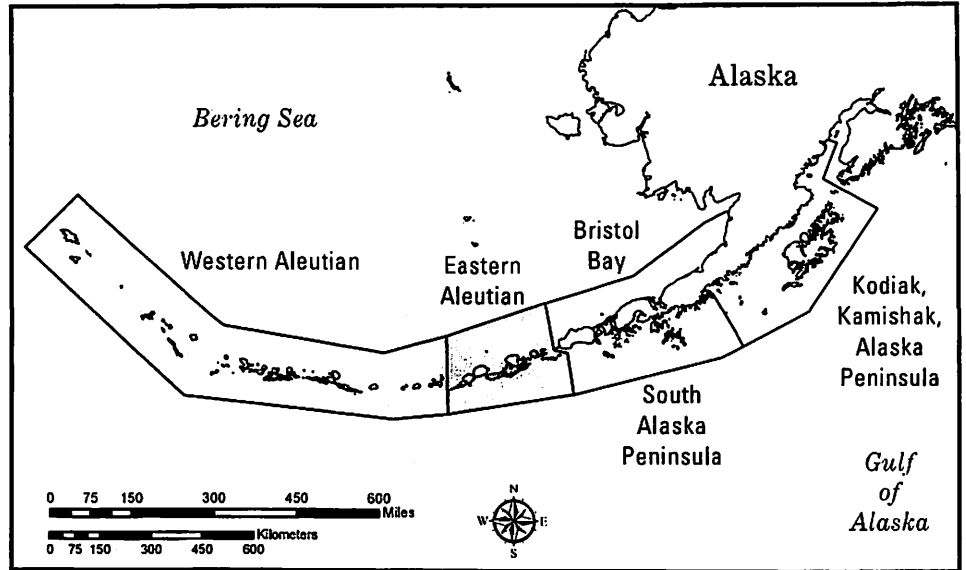 Alaska
Bering Sea
Western Aleutian
Eastern
Aleutian
Bristol
Bay
Kodiak,
Kamishak,
Alaska
Peninsula
South
Alaska
Peninsula
Gulf
of
Alaska
0 75 150 300 450 600
Miles
Kilometers
0 75 150 300 450 600
N
W E
S